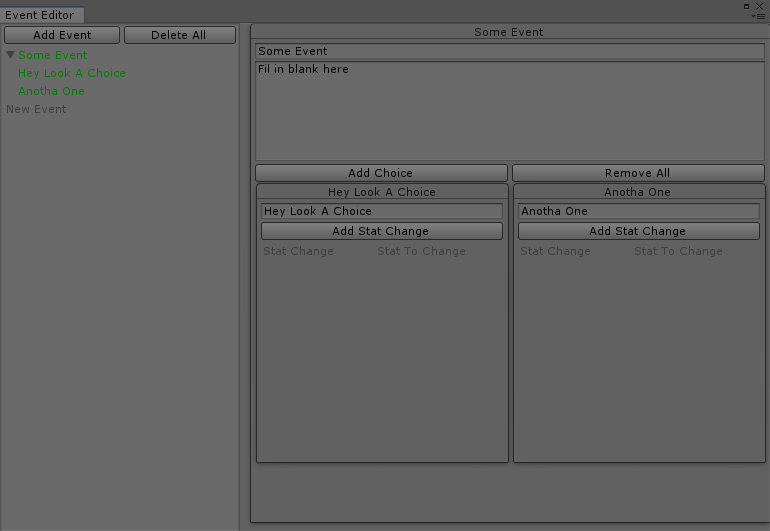 Event Editor
Add Event Delete All
Some Event
Hey Look A Choice
Anotha One
New Event
Some Event
Some Event
Fil in blank here
Add Choice Remove All
Hey Look A Choice
Hey Look A Choice
Add Stat Change
Stat Change Stat To Change
Anotha One
Anotha One
Add Stat Change
Stat Change Stat To Change